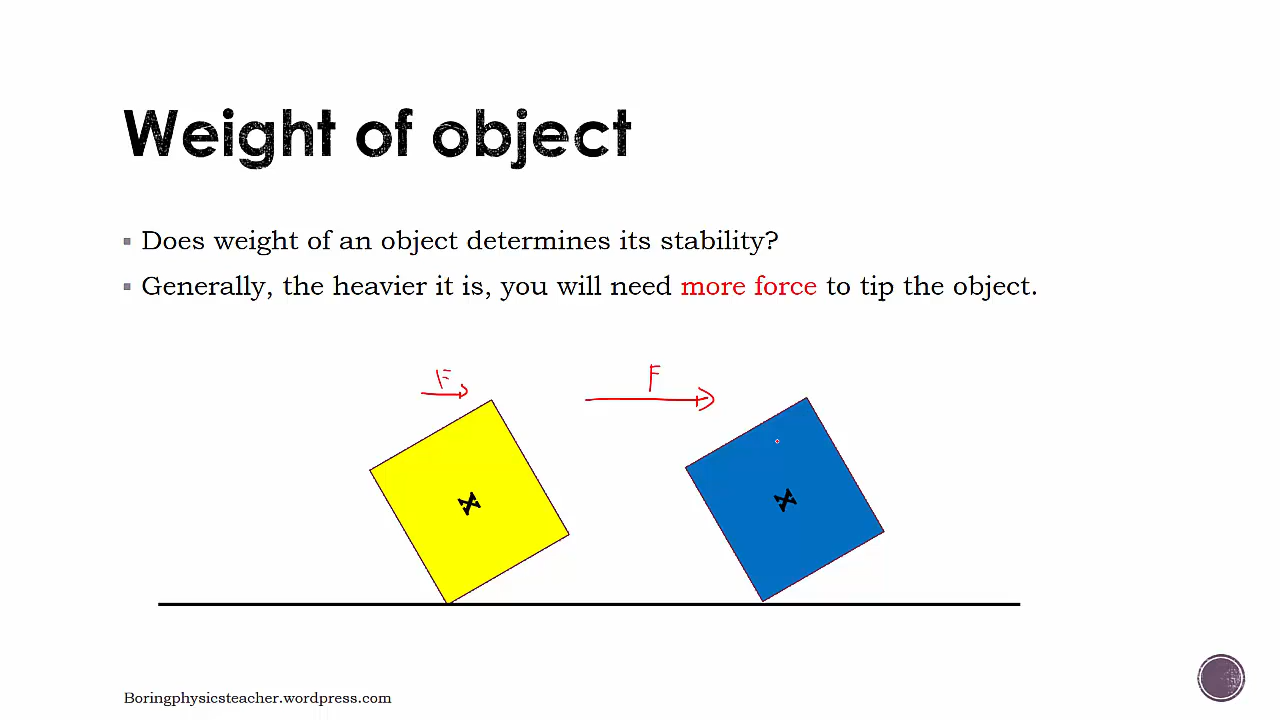 Weight of object
Does weight of an object determines its stability?
Generally, the heavier it is, you will need more force to tip the object.
F
F
x
x
Boringphysicsteacher.wordpress.com